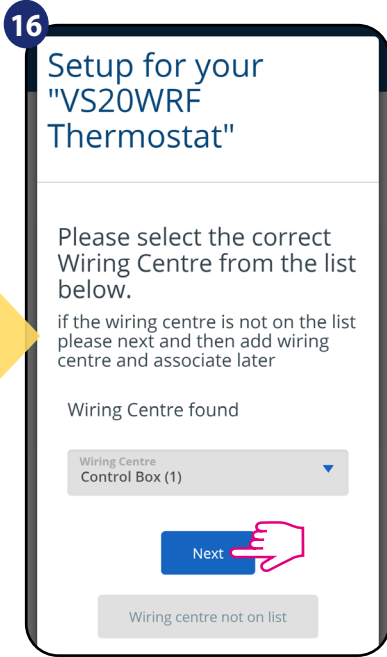 16
Setup for your
"VS20WRF
Thermostat"
Please select the correct
Wiring Centre from the list
below.
if the wiring centre is not on the list
please next and then add wiring
centre and associate later
Wiring Centre found
Wiring Centre
Control Box (1)
Next
Wiring centre not on list